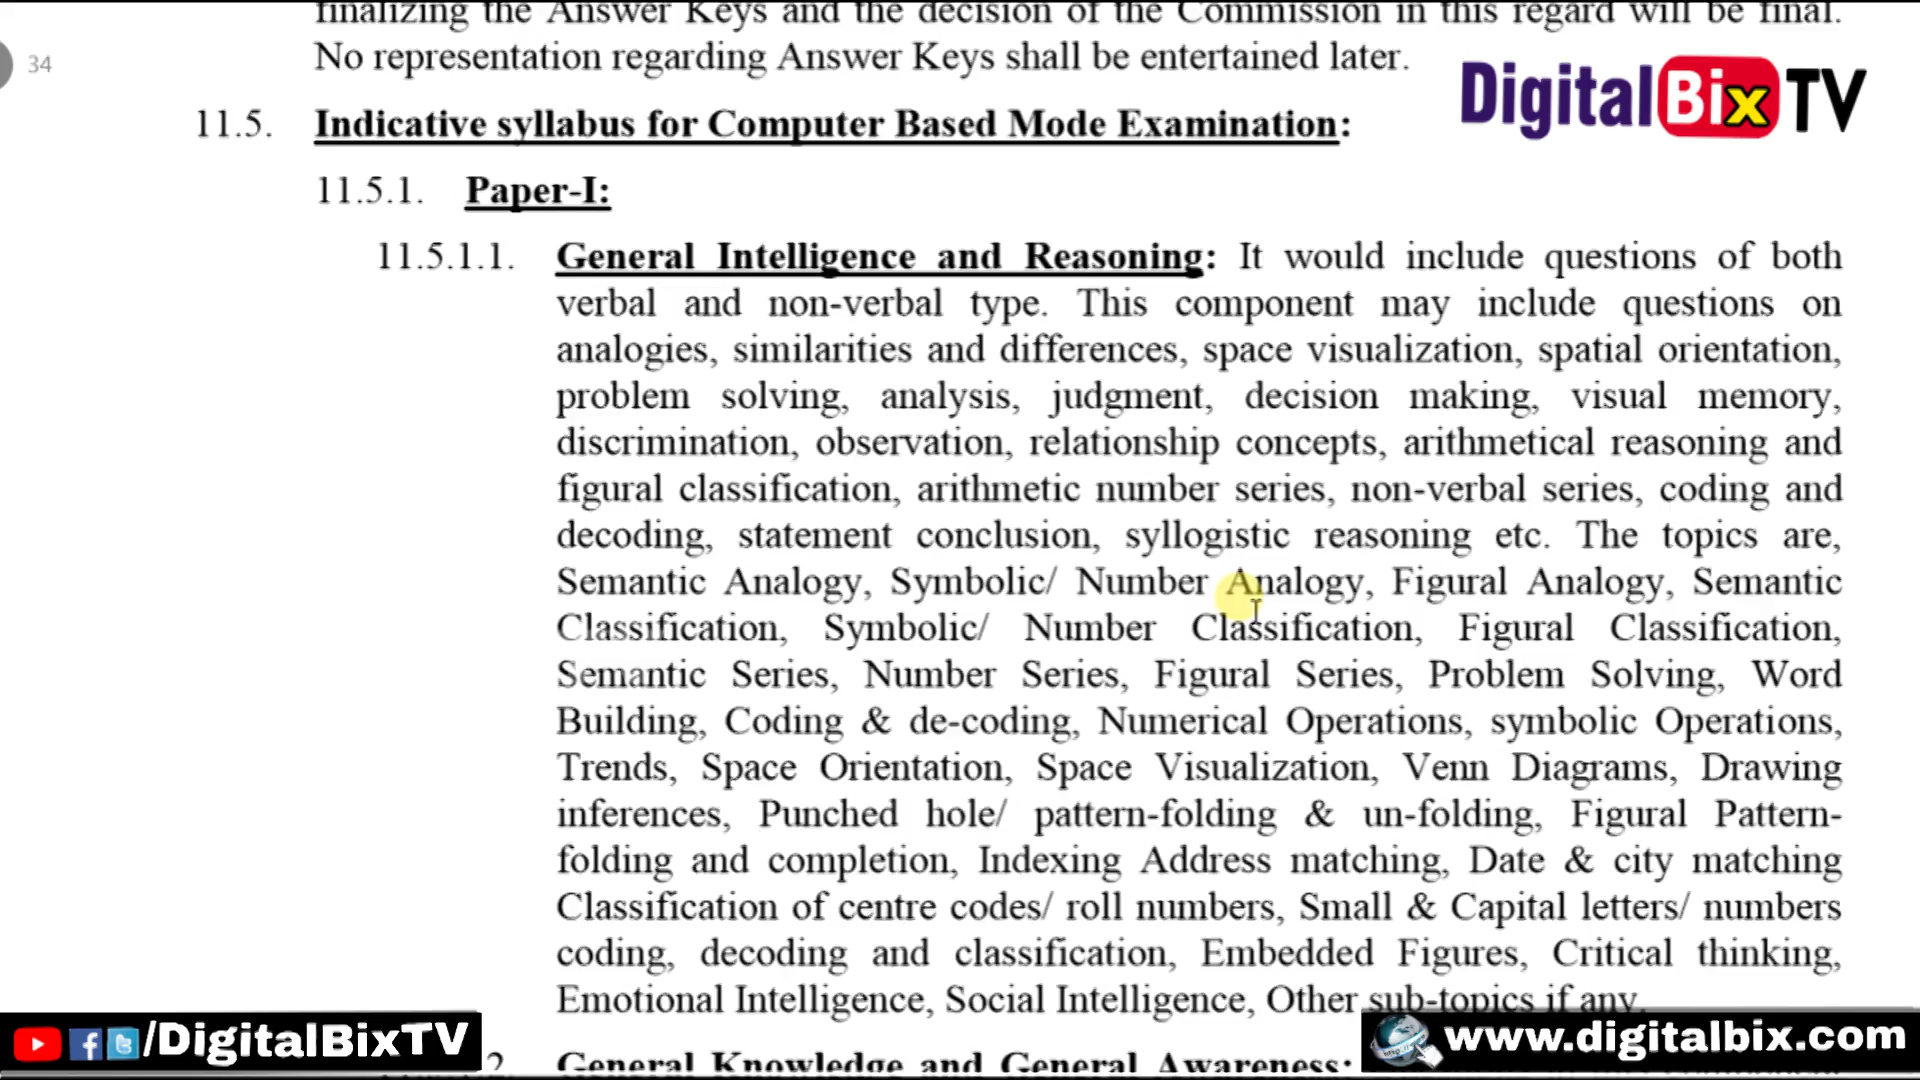 finalizing the Answer Keys and the decision of the Commission in this regard will be final.
34
No representation regarding Answer Keys shall be entertained later.
DigitalBixTV
11.5. Indicative syllabus for Computer Based Mode Examination:
11.5.1. Paper-I:
11.5.1.1. General Intelligence and Reasoning: It would include questions of both
verbal and non-verbal type. This component may include questions on
analogies, similarities and differences, space visualization, spatial orientation,
problem solving, analysis, judgment, decision making, visual memory,
discrimination, observation, relationship concepts, arithmetical reasoning and
figural classification, arithmetic number series, non-verbal series, coding and
decoding, statement conclusion, syllogistic reasoning etc. The topics are,
Semantic Analogy, Symbolic/ Number Analogy, Figural Analogy, Semantic
Classification, Symbolic/ Number Classification, Figural Classification,
Semantic Series, Number Series, Figural Series, Problem Solving, Word
Building, Coding & de-coding, Numerical Operations, symbolic Operations,
Trends, Space Orientation, Space Visualization, Venn Diagrams, Drawing
inferences, Punched hole/ pattern-folding & un-folding, Figural Pattern-
folding and completion, Indexing Address matching, Date & city matching
Classification of centre codes/ roll numbers, Small & Capital letters/ numbers
coding, decoding and classification, Embedded Figures, Critical thinking,
Emotional Intelligence, Social Intelligence, Other sub-topics if any.
/DigitalBixTV
www.digitalbix.com
2 General Knowledge and General Awareness: